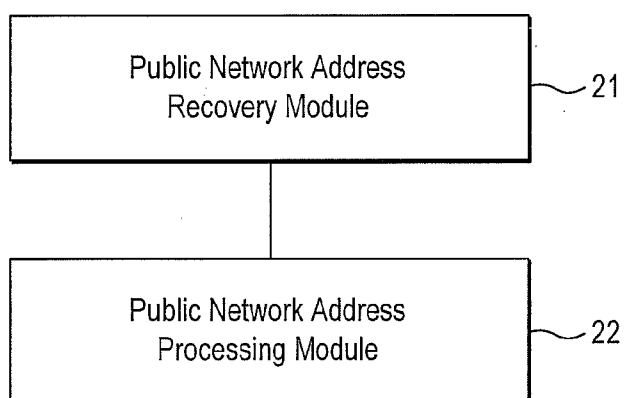 Public Network Address
Recovery Module
21
Public Network Address
Processing Module
22